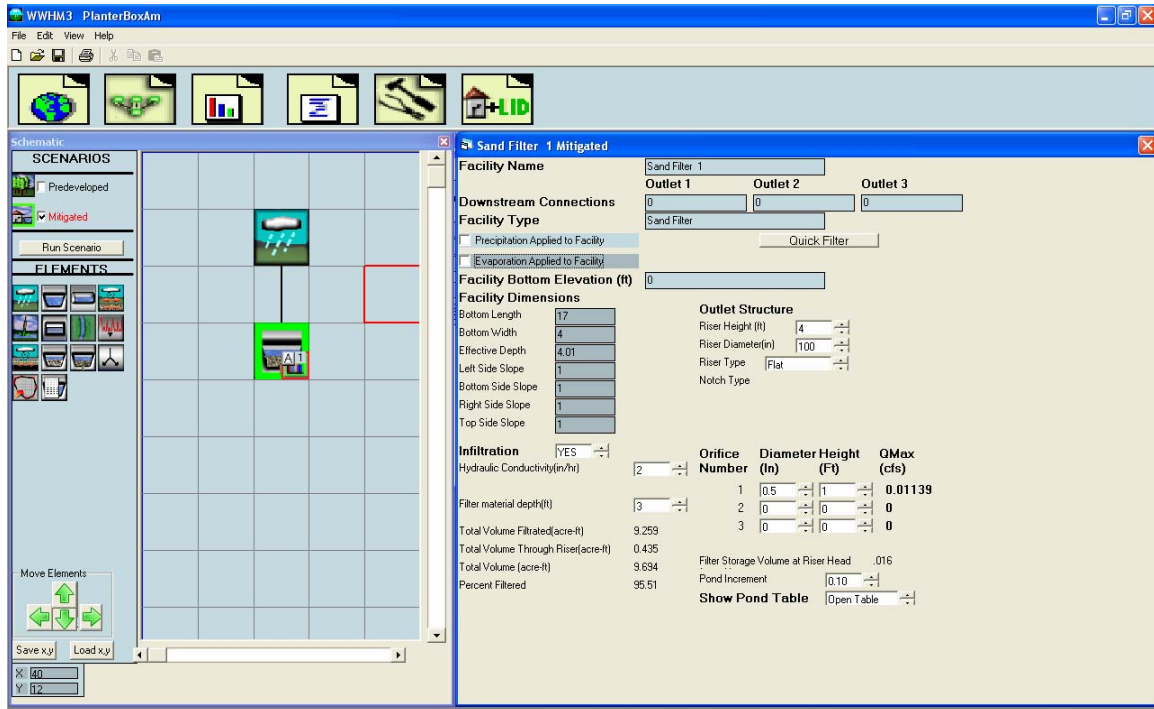 WWHM3 PlanterBoxAm
File Edit View Help
+LID
Schematic
SCENARIOS
Predeveloped
Mitigated
Run Scenario
ELEMENTS
A 1
Move Elements
Save x,y Load x,y
X 40
Y 12
Sand Filter 1 Mitigated
Facility Name Sand Filter 1
Outlet 1 Outlet 2 Outlet 3
Downstream Connections 0 0 0
Facility Type Sand Filter
Precipitation Applied to Facility Quick Filter
Evaporation Applied to Facility
Facility Bottom Elevation (ft) 0
Facility Dimensions
Bottom Length 17
Bottom Width 4
Effective Depth 4.01
Left Side Slope 1
Bottom Side Slope 1
Right Side Slope 1
Top Side Slope 1
Outlet Structure
Riser Height (ft) 4
Riser Diameter(in) 100
Riser Type Flat
Notch Type
Infiltration YES
Hydraulic Conductivity(in/hr) 2
Filter material depth(ft) 3
Total Volume Filtrated(acre-ft) 9.259
Total Volume Through Riser(acre-ft) 0.435
Total Volume (acre-ft) 9.694
Percent Filtered 95.51
Orifice Diameter Height QMax
Number (In) (Ft) (cfs)
1 0.5 1 0.01139
2 0 0 0
3 0 0 0
Filter Storage Volume at Riser Head .016
Pond Increment 0.10
Show Pond Table Open Table